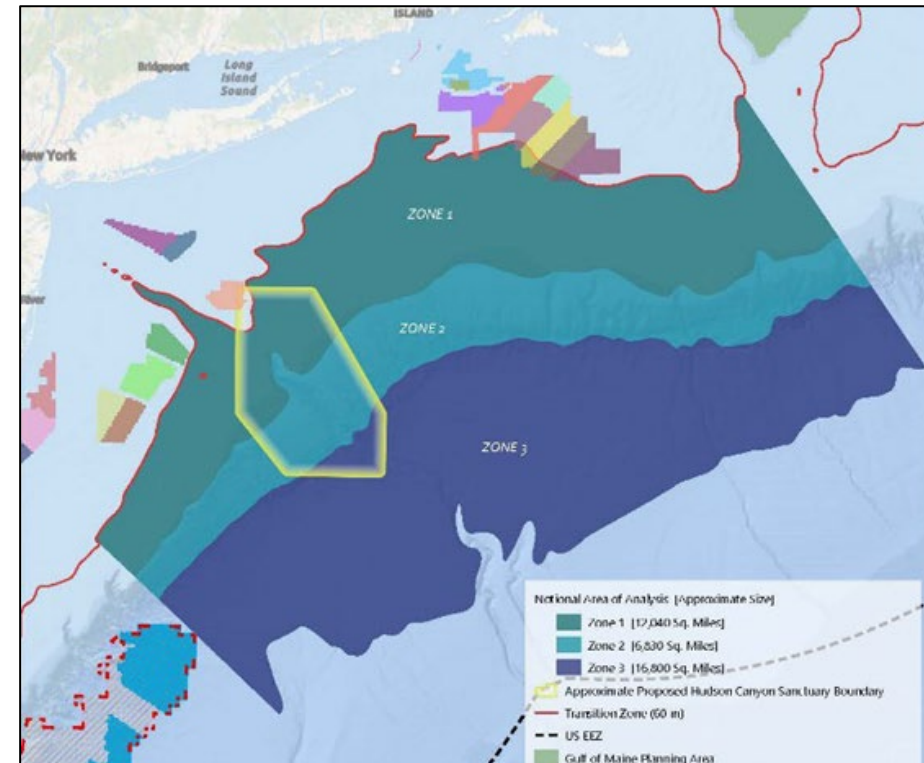 ISLAND
Bridgeport
Long
Island
Sound
New York
ZONE 1
River
ZONE 2
ZONE 3
Notional Area of Analysis [Approximate Size]
Zone 1 [12,040 Sq. Miles]
Zone 2 [6,830 Sq. Miles]
Zone 3 [16,800 Sq. Miles]
Approximate Proposed Hudson Canyon Sanctuary Boundary
Transition Zone (60 m)
US EEZ
Gulf of Maine Planning Area